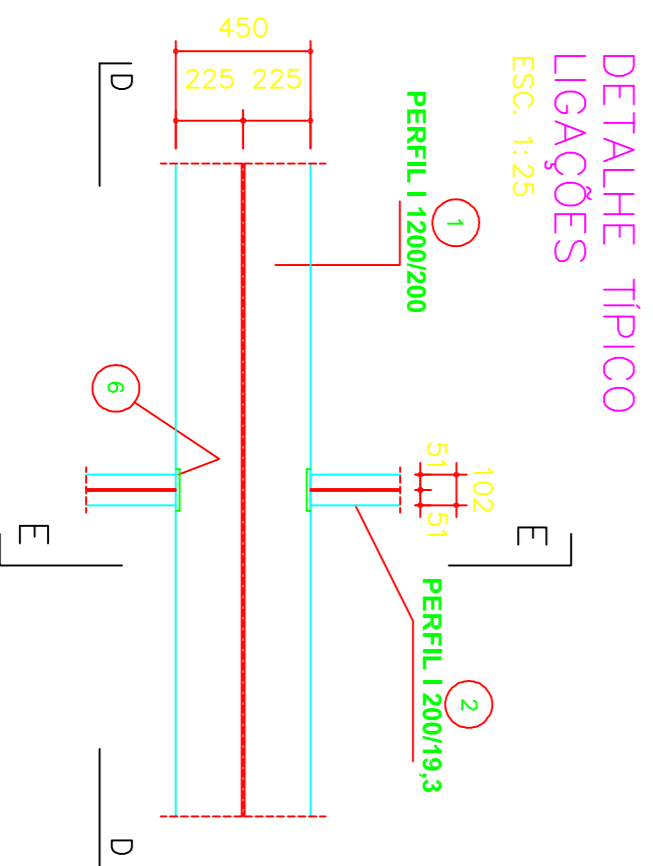 DETALHE TÍPICO
LIGAÇÕES
ESC. 1:25
450
225 225
D
PERFIL I 1200/200
1
6
51
51
102
E
E
PERFIL I 200/19,3
2
D